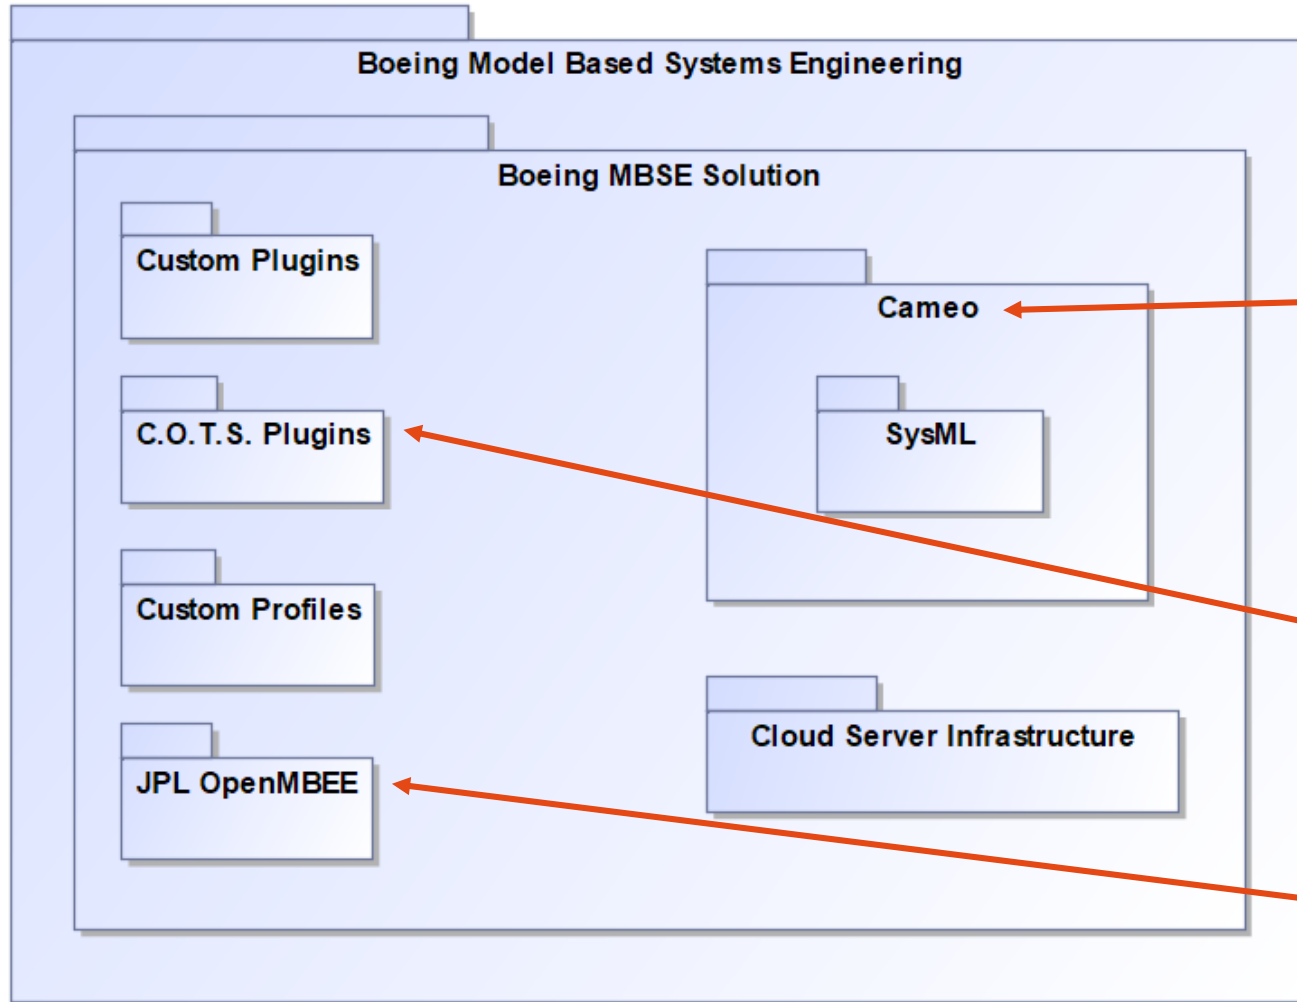 Boeing Model Based Systems Engineering
Boeing MBSE Solution
Custom Plugins
C.O.T.S. Plugins
Custom Profiles
JPL OpenMBEE
Cameo
SysML
Cloud Server Infrastructure